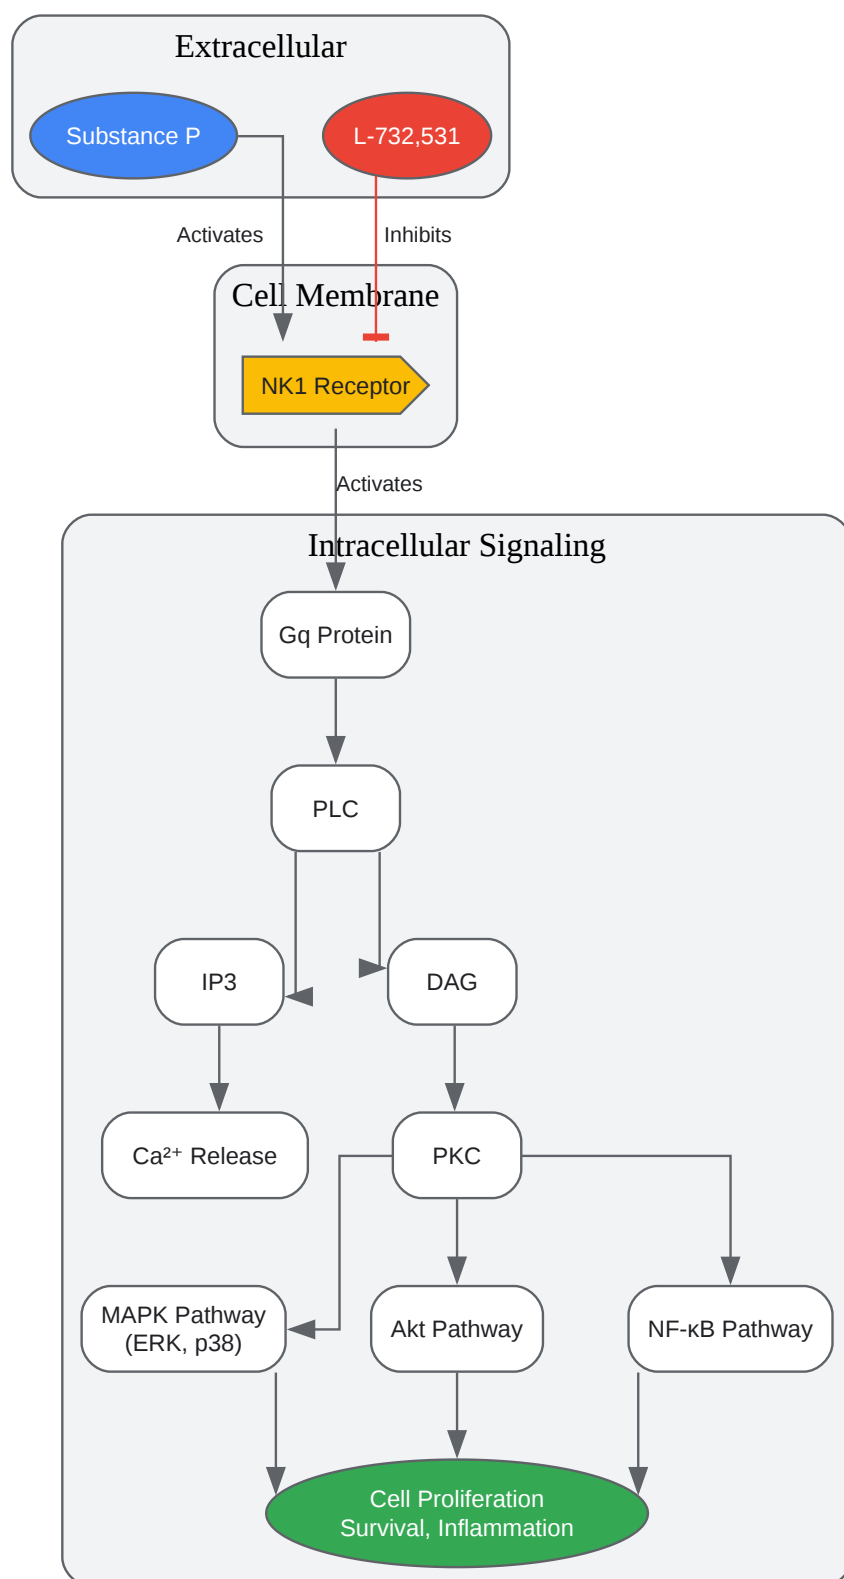 Extracellular
Substance P
L-732,531
Activates
Inhibits
Cell Membrane
NK1 Receptor
Activates
Intracellular Signaling
Gq Protein
PLC
IP3
DAG
Ca²⁺ Release
PKC
MAPK Pathway
(ERK, p38)
Akt Pathway
NF-κB Pathway
Cell Proliferation
Survival, Inflammation